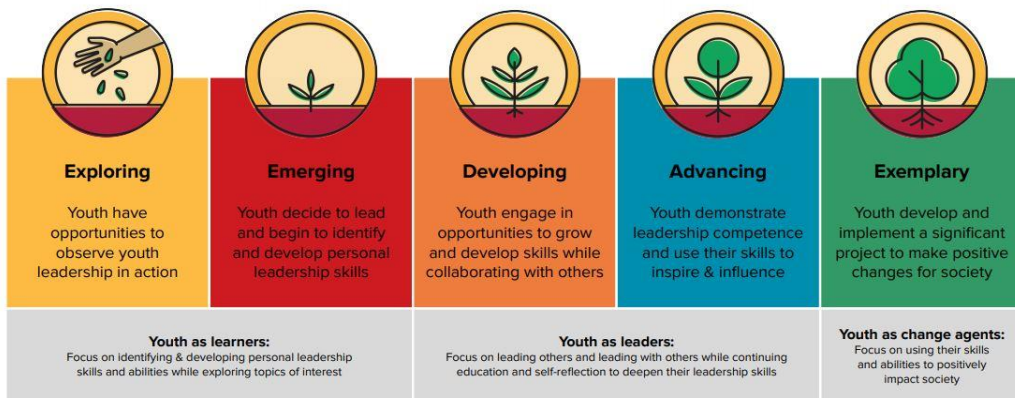 Exploring
Youth have
opportunities to
observe youth
leadership in action
Emerging
Youth decide to lead
and begin to identify
and develop personal
leadership skills
Developing
Youth engage in
opportunities to grow
and develop skills while
collaborating with others
Advancing
Youth demonstrate
leadership competence
and use their skills to
inspire & influence
Exemplary
Youth develop and
implement a significant
project to make positive
changes for society
Youth as learners:
Focus on identifying & developing personal leadership
skills and abilities while exploring topics of interest
Youth as leaders:
Focus on leading others and leading with others while continuing
education and self-reflection to deepen their leadership skills
Youth as change agents:
Focus on using their skills
and abilities to positively
impact society